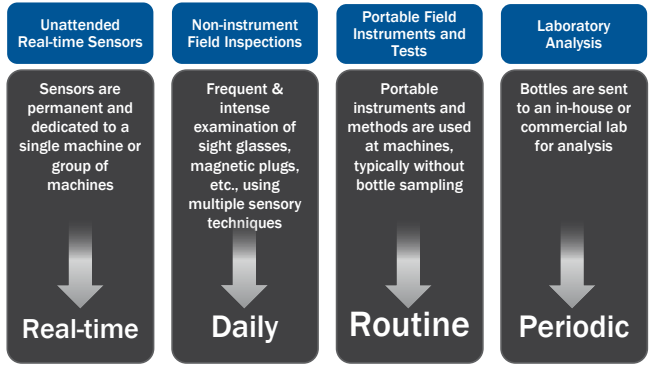 Unattended
Real-time Sensors
Sensors are
permanent and
dedicated to a
single machine or
group of
machines
Real-time
Non-instrument
Field Inspections
Frequent &
intense
examination of
sight glasses,
magnetic plugs,
etc., using
multiple sensory
techniques
Daily
Portable Field
Instruments and
Tests
Portable
instruments and
methods are used
at machines,
typically without
bottle sampling
Routine
Laboratory
Analysis
Bottles are sent
to an in-house or
commercial lab
for analysis
Periodic